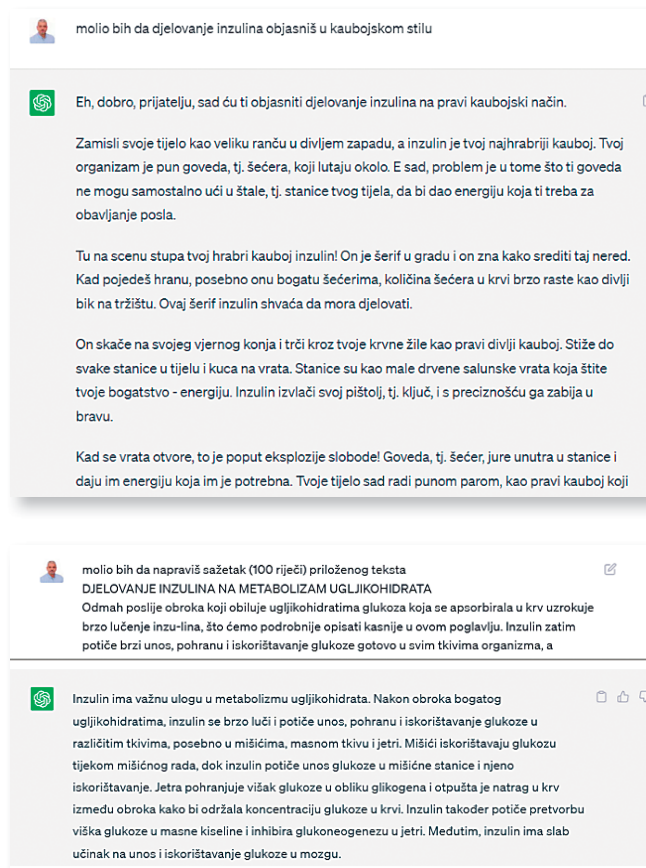 molio bih da djelovanje inzulina objasniš u kaubojskom stilu
Eh, dobro, prijatelju, sad ću ti objasniti djelovanje inzulina na pravi kaubojski način.
Zamisli svoje tijelo kao veliku ranču u divljem zapadu, a inzulin je tvoj najhrabriji kauboj. Tvoj
organizam je pun goveda, tj. šećera, koji lutaju okolo. E sad, problem je u tome što ti goveda
ne mogu samostalno ući u štale, tj. stanice tvog tijela, da bi dao energiju koja ti treba za
obavljanje posla.
Tu na scenu stupa tvoj hrabri kauboj inzulin! On je šerif u gradu i on zna kako srediti taj nered.
Kad pojedeš hranu, posebno onu bogatu šećerima, količina šećera u krvi brzo raste kao divlji
bik na tržištu. Ovaj šerif inzulin shvaća da mora djelovati.
On skače na svojeg vjernog konja i trči kroz tvoje krvne žile kao pravi divlji kauboj. Stiže do
svake stanice u tijelu i kuca na vrata. Stanice su kao male drvene salunske vrata koja štite
tvoje bogatstvo - energiju. Inzulin izvlači svoj pištolj, tj. ključ, i s preciznošću ga zabija u
bravu.
Kad se vrata otvore, to je poput eksplozije slobode! Goveda, tj. šećer, jure unutra u stanice i
daju im energiju koja im je potrebna. Tvoje tijelo sad radi punom parom, kao pravi kauboj koji
molio bih da napraviš sažetak (100 riječi) priloženog teksta
DJELOVANJE INZULINA NA METABOLIZAM UGLJIKOHIDRATA
Odmah poslije obroka koji obiluje ugljikohidratima glukoza koja se apsorbirala u krv uzrokuje
brzo lučenje inzu-lina, što ćemo podrobnije opisati kasnije u ovom poglavlju. Inzulin zatim
potiče brzi unos, pohranu i iskorištavanje glukoze gotovo u svim tkivima organizma, a
Inzulin ima važnu ulogu u metabolizmu ugljikohidrata. Nakon obroka bogatog
ugljikohidratima, inzulin se brzo luči i potiče unos, pohranu i iskorištavanje glukoze u
različitim tkivima, posebno u mišićima, masnom tkivu i jetri. Mišići iskorištavaju glukozu
tijekom mišićnog rada, dok inzulin potiče unos glukoze u mišićne stanice i njeno
iskorištavanje. Jetra pohranjuje višak glukoze u obliku glikogena i otpušta je natrag u krv
između obroka kako bi održala koncentraciju glukoze u krvi. Inzulin također potiče pretvorbu
viška glukoze u masne kiseline i inhibira glukoneogenezu u jetri. Međutim, inzulin ima slab
učinak na unos i iskorištavanje glukoze u mozgu.